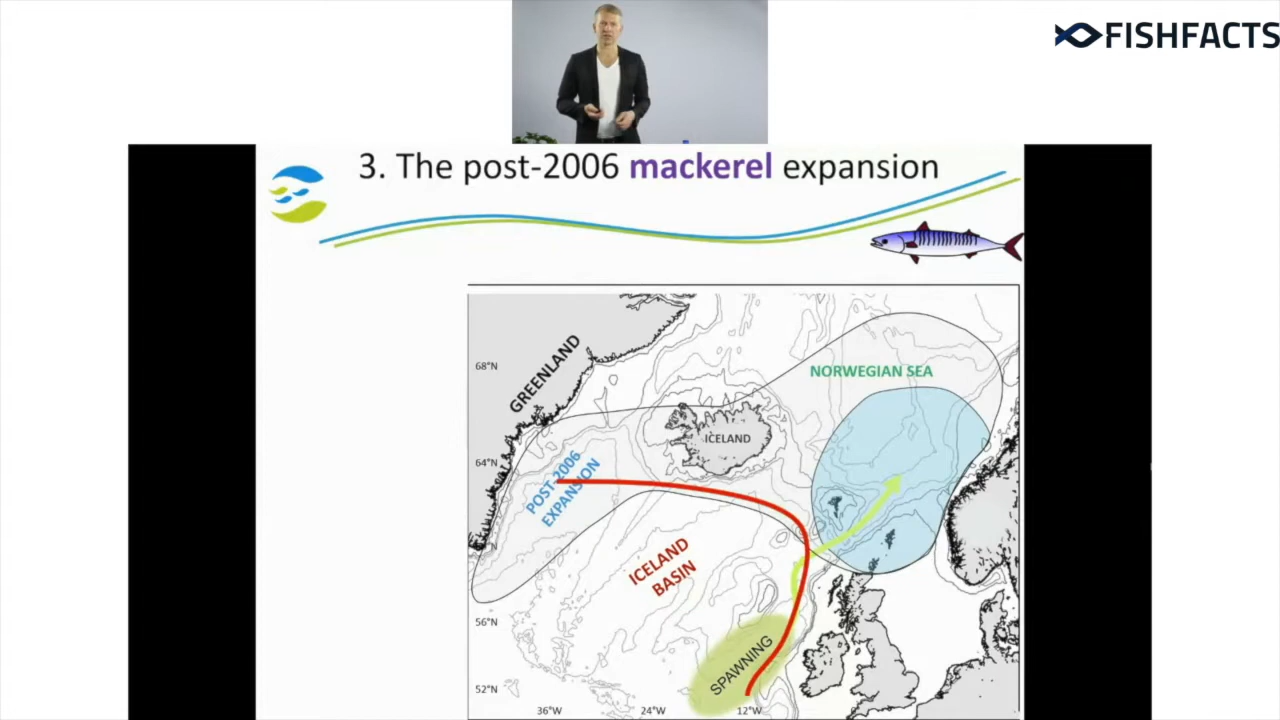 FISHFACTS
3. The post-2006 mackerel expansion
68°N
GREENLAND
NORWEGIAN SEA
ICELAND
64°N
POST-2006
EXPANSION
ICELAND
BASIN
56°N
SPAWNING
52°N
36°W
24°W
12°W